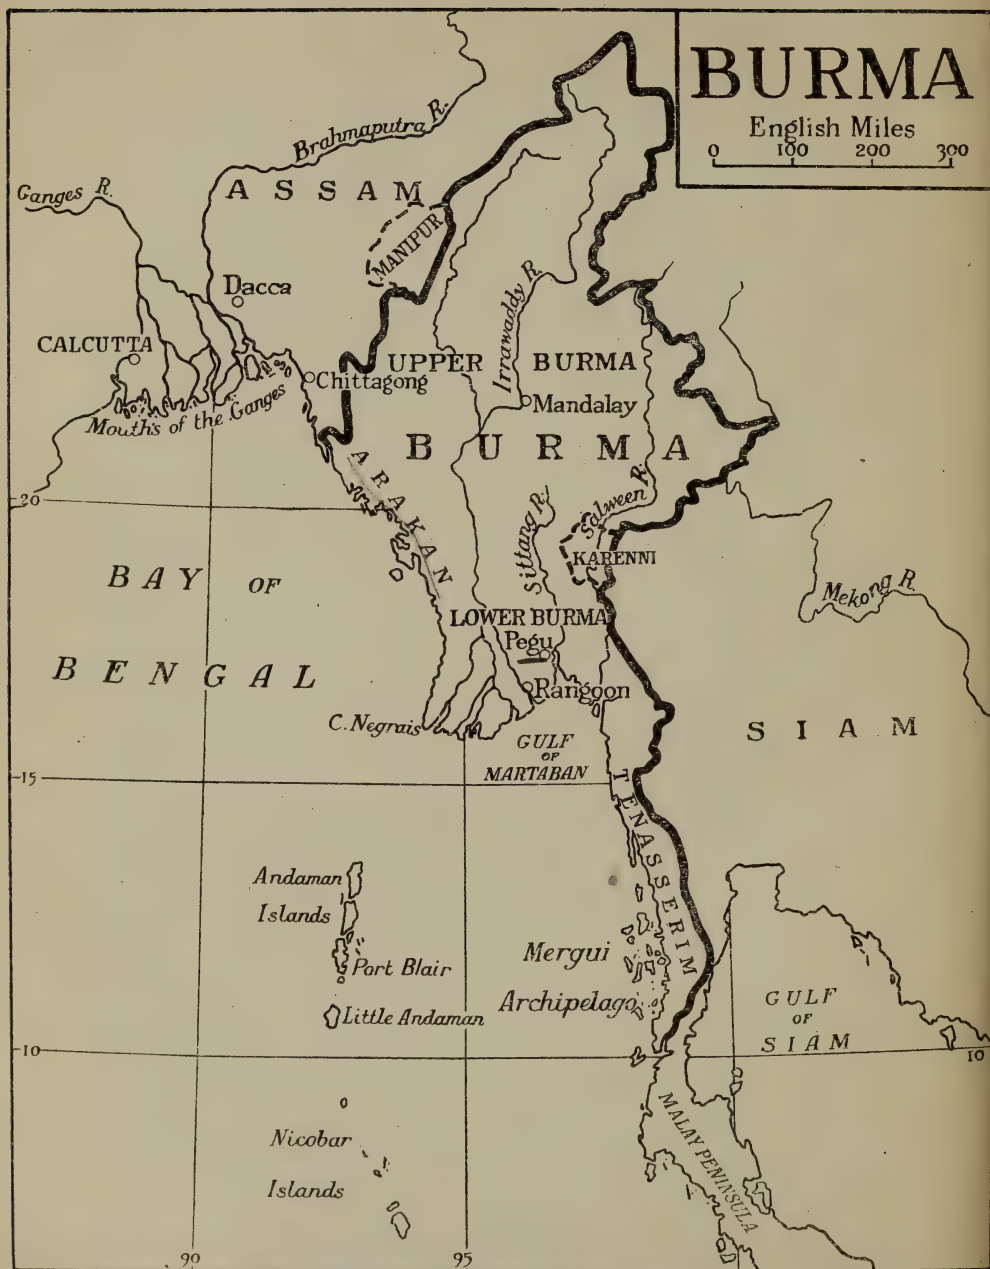 BURMA
English Miles
0 100 200 300
Brahmaputra R.
Ganges R.
ASSAM
MANIPUR
Dacca
CALCUTTA
Chittagong
Mouths of the Ganges
UPPER BURMA
Irrawaddy R.
Mandalay
BURMA
ARAKAN
20
Salween R.
Sittang R.
KARENNI
BAY OF
BENGAL
Mekong R.
LOWER BURMA
Pegu
Rangoon
C. Negrais
GULF
OF
MARTABAN
SIAM
15
TENASSERIM
Andaman
Islands
Port Blair
Little Andaman
Mergui
Archipelago
GULF
OF
SIAM
10
10
Nicobar
Islands
MALAY PENINSULA
90
95